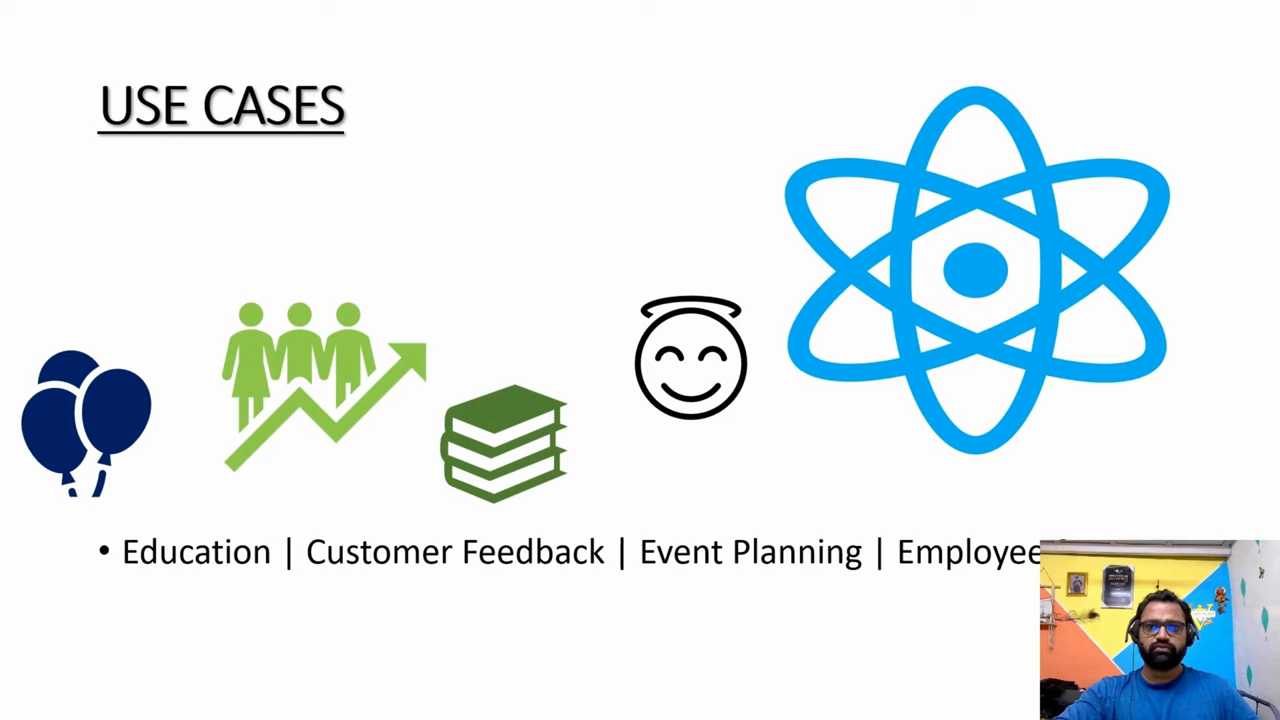 USE CASES
• Education | Customer Feedback | Event Planning | Employee